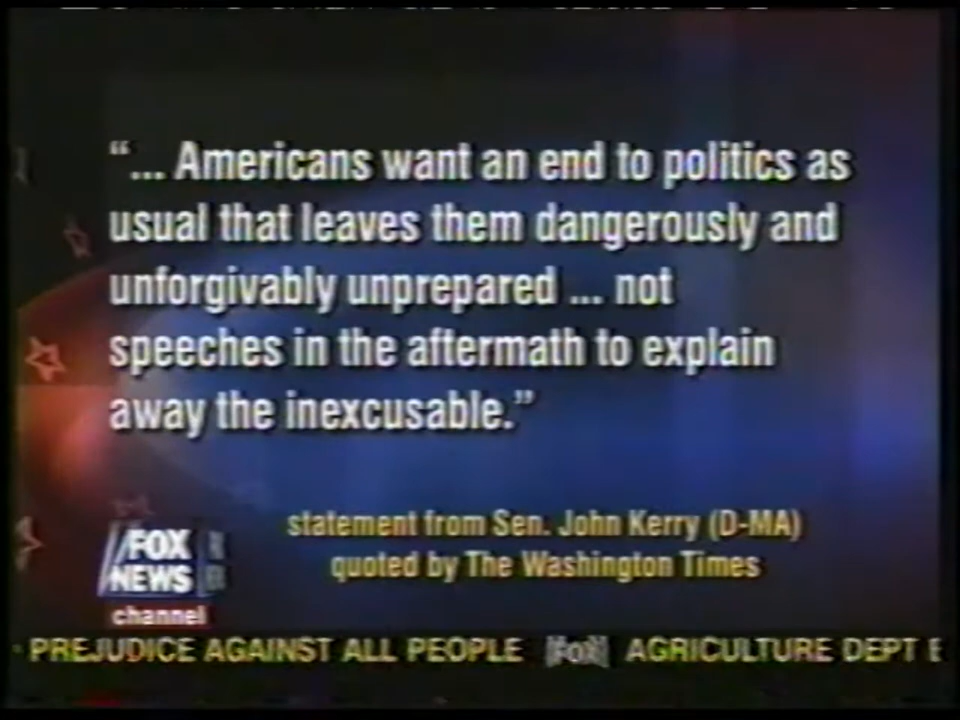 “... Americans want an end to politics as
usual that leaves them dangerously and
unforgivably unprepared ... not
speeches in the aftermath to explain
away the inexcusable.”
statement from Sen. John Kerry (D-MA)
quoted by The Washington Times
FOX
NEWS
channel
PREJUDICE AGAINST ALL PEOPLE FOX AGRICULTURE DEPT